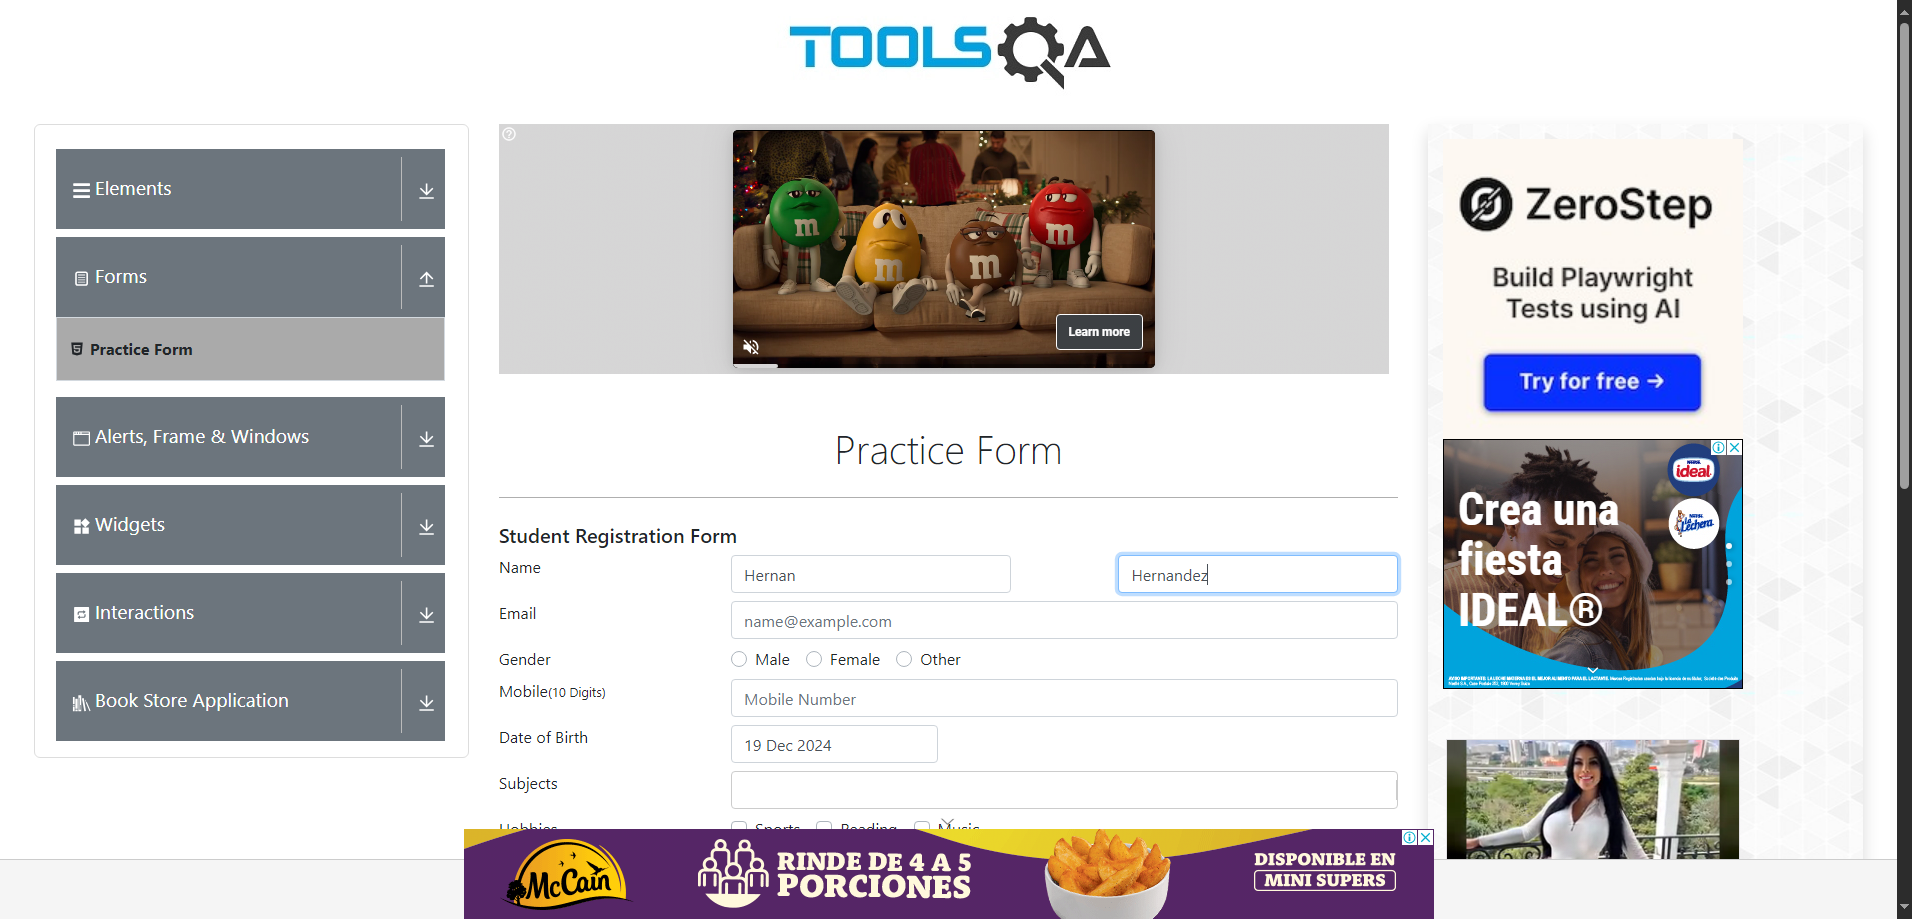 TOOLSQA
Elements
Forms
Practice Form
Alerts, Frame & Windows
Widgets
Interactions
Book Store Application
m
m
m
m
Learn more
Practice Form
Student Registration Form
Name
Hernan
Hernandez
Email
name@example.com
Gender
Male
Female
Other
Mobile(10 Digits)
Mobile Number
Date of Birth
19 Dec 2024
Subjects
Hobbies
Sports
Reading
Music
ZeroStep
Build Playwright
Tests using AI
Try for free →
Nestlé
ideal
Nestlé
La Lechera
Crea una
fiesta
IDEAL®
McCain
RINDE DE 4 A 5
PORCIONES
DISPONIBLE EN
MINI SUPERS